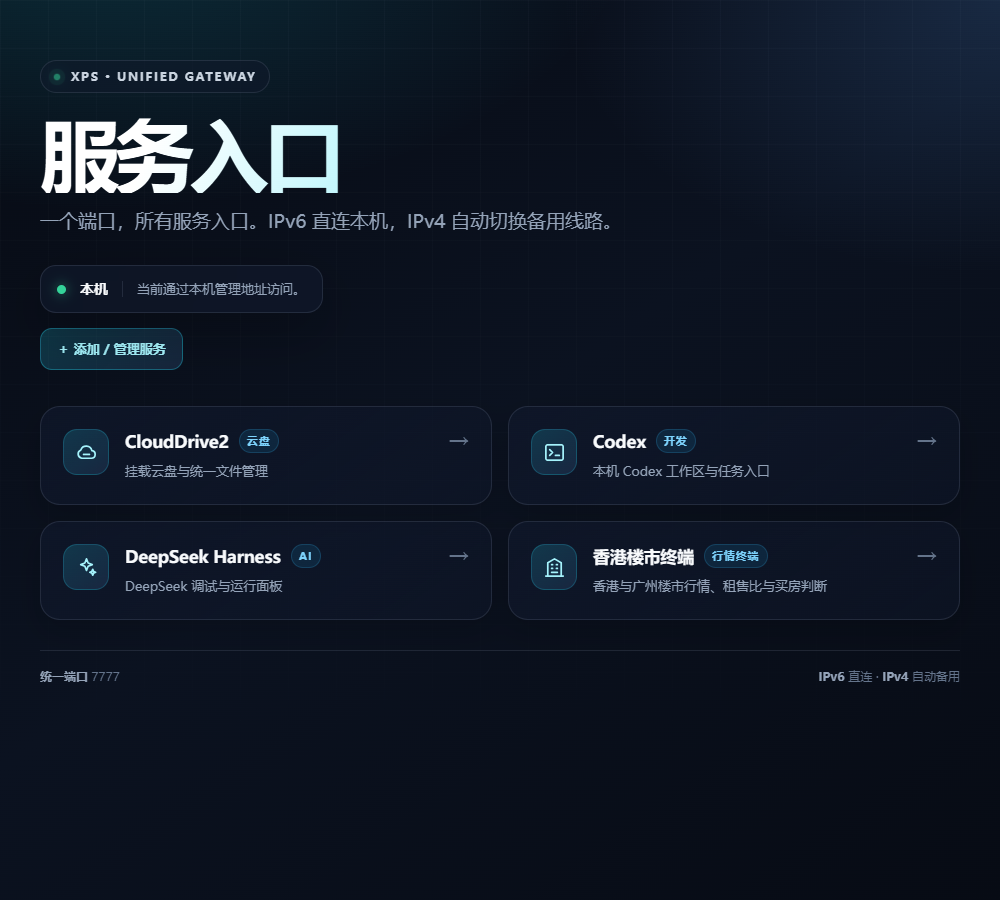 XPS • UNIFIED GATEWAY
服务入口
一个端口，所有服务入口。IPv6 直连本机，IPv4 自动切换备用线路。
本机 当前通过本机管理地址访问。
+ 添加 / 管理服务
CloudDrive2 云盘 →
挂载云盘与统一文件管理
Codex 开发 →
本机 Codex 工作区与任务入口
DeepSeek Harness AI →
DeepSeek 调试与运行面板
香港楼市终端 行情终端 →
香港与广州楼市行情、租售比与买房判断
统一端口 7777
IPv6 直连 · IPv4 自动备用